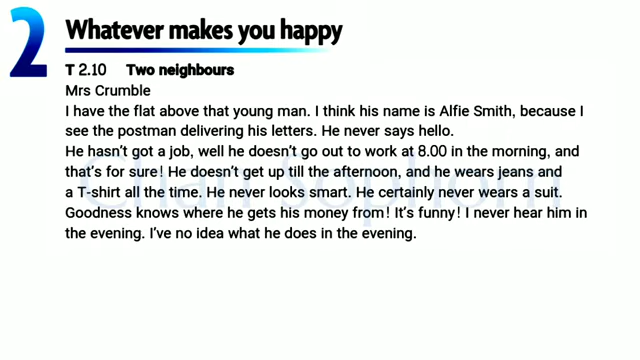 2 Whatever makes you happy
T 2.10 Two neighbours
Mrs Crumble
I have the flat above that young man. I think his name is Alfie Smith, because I
see the postman delivering his letters. He never says hello.
He hasn't got a job, well he doesn't go out to work at 8.00 in the morning, and
that's for sure! He doesn't get up till the afternoon, and he wears jeans and
a T-shirt all the time. He never looks smart. He certainly never wears a suit.
Goodness knows where he gets his money from! It's funny! I never hear him in
the evening. I've no idea what he does in the evening.
Chan Sophorn